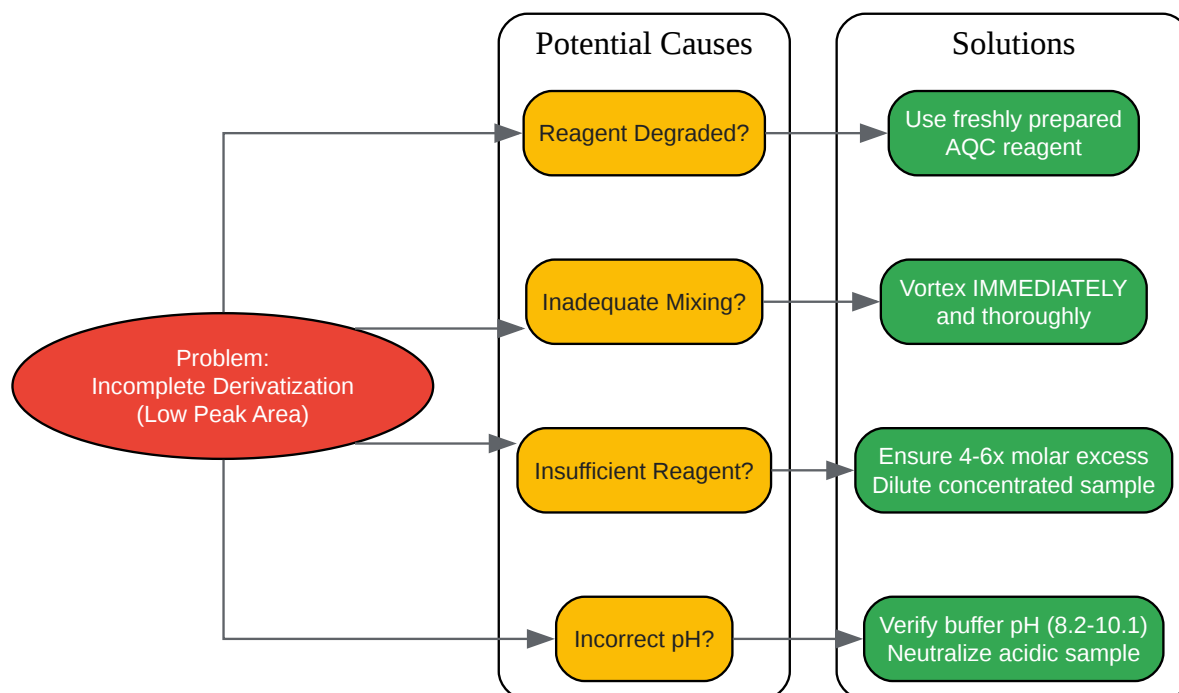 Potential Causes
Solutions
Reagent Degraded?
Use freshly prepared
AQC reagent
Inadequate Mixing?
Vortex IMMEDIATELY
and thoroughly
Problem:
Incomplete Derivatization
(Low Peak Area)
Insufficient Reagent?
Ensure 4-6x molar excess
Dilute concentrated sample
Incorrect pH?
Verify buffer pH (8.2-10.1)
Neutralize acidic sample